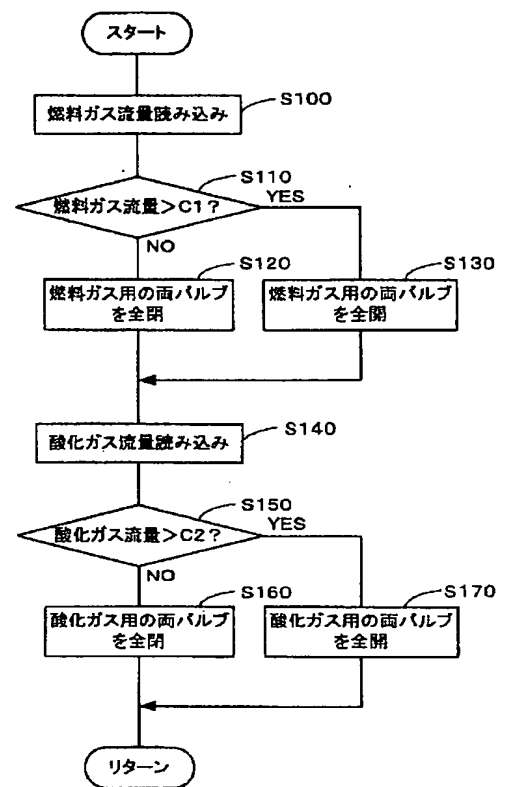 スタート
燃料ガス流量読み込み
S100
燃料ガス流量>C1?
S110
YES
NO
S120
燃料ガス用の両バルブ
を全閉
S130
燃料ガス用の両バルブ
を全開
酸化ガス流量読み込み
S140
酸化ガス流量>C2?
S150
YES
NO
S160
酸化ガス用の両バルブ
を全閉
S170
酸化ガス用の両バルブ
を全開
リターン